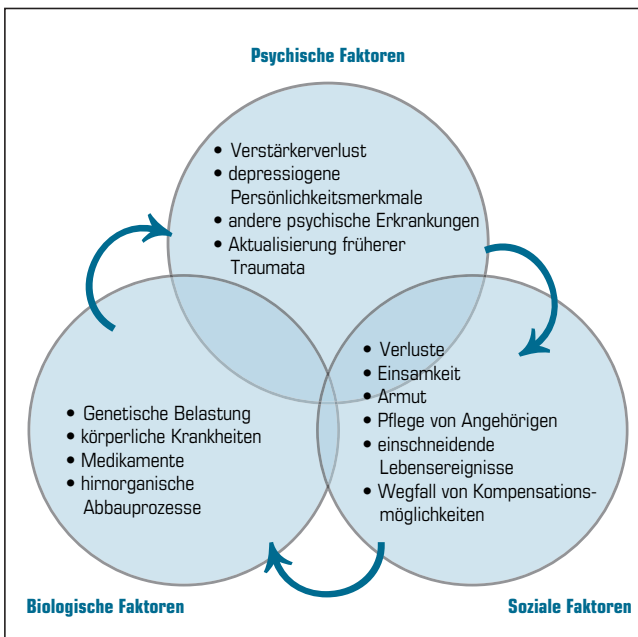 Psychische Faktoren
• Verstärkerverlust
• depressiogene
Persönlichkeitsmerkmale
• andere psychische Erkrankungen
• Aktualisierung früherer
Traumata
• Verluste
• Einsamkeit
• Armut
• Pflege von Angehörigen
• einschneidende
Lebensereignisse
• Wegfall von Kompensations-
möglichkeiten
• Genetische Belastung
• körperliche Krankheiten
• Medikamente
• hirnorganische
Abbauprozesse
Biologische Faktoren
Soziale Faktoren